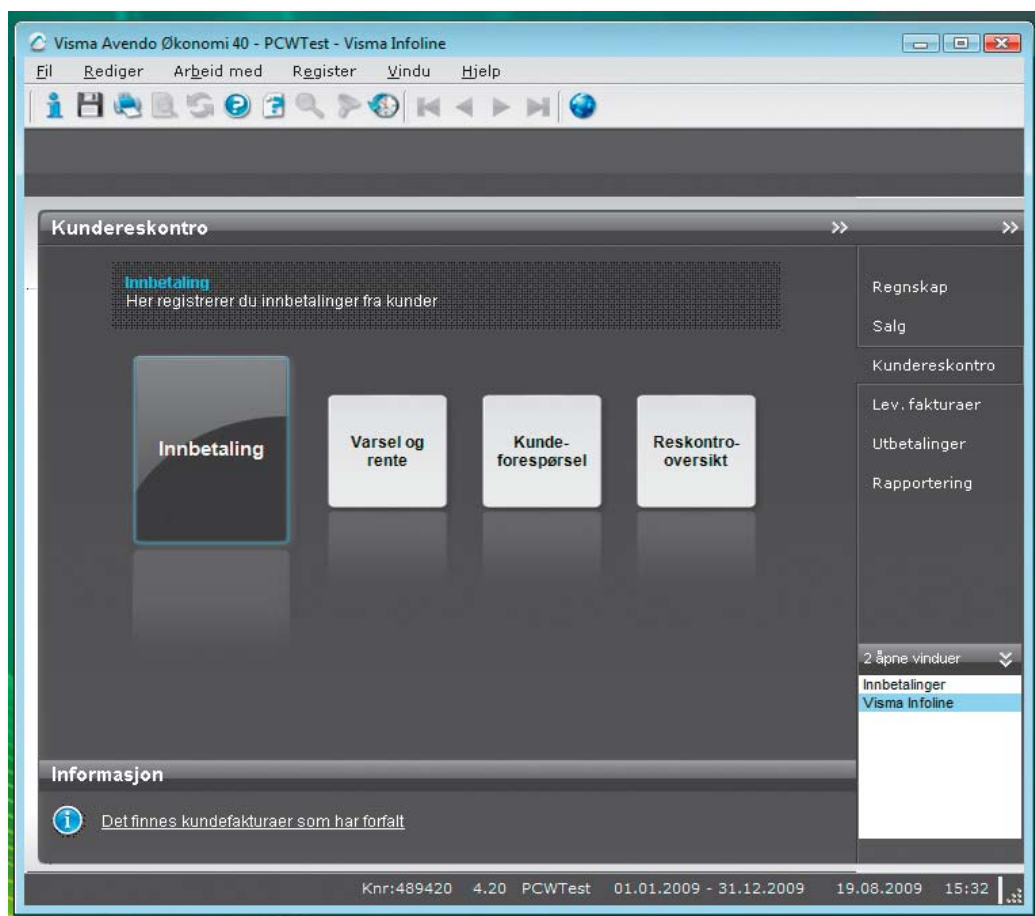 Visma Avendo Økonomi 40 - PCWTest - Visma Infoline
Fil Rediger Arbeid med Register Vindu Hjelp
Kundereskontro
Innbetaling
Her registrerer du innbetalinger fra kunder
Innbetaling
Varsel og
rente
Kunde-
forespørsel
Reskontro-
oversikt
Regnskap
Salg
Kundereskontro
Lev. fakturaer
Utbetalinger
Rapportering
2 åpne vinduer
Innbetalinger
Visma Infoline
Informasjon
Det finnes kundefakturaer som har forfalt
Knr:489420 4.20 PCWTest 01.01.2009 - 31.12.2009 19.08.2009 15:32